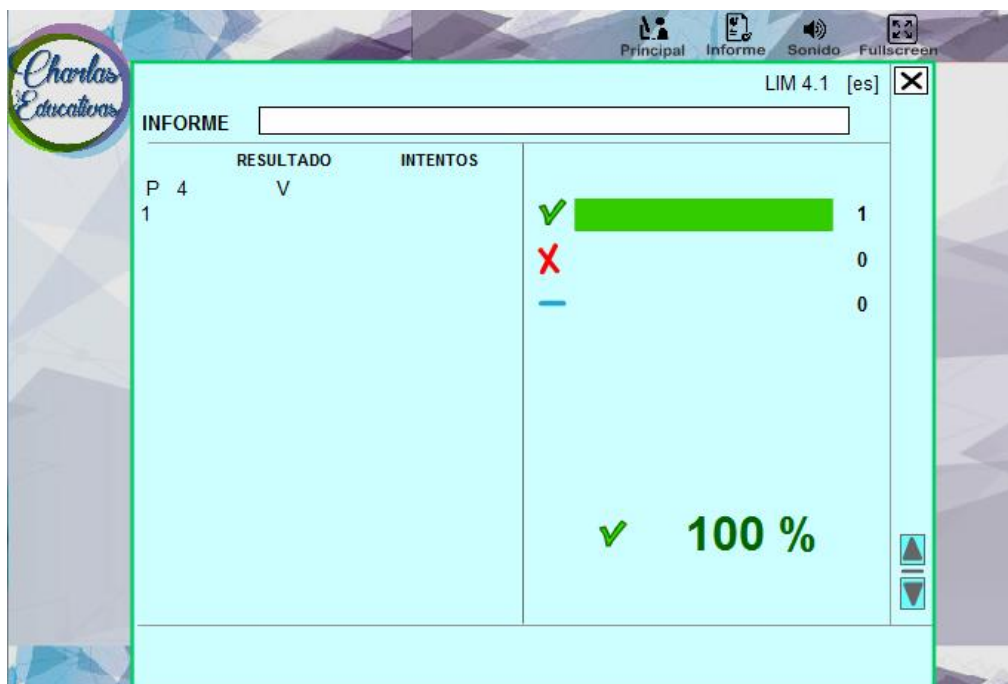 Principal Informe Sonido Fullscreen
Charlas
Educativas
LIM 4.1 [es]
INFORME
RESULTADO INTENTOS
P 4 V
1
1
0
0
100 %